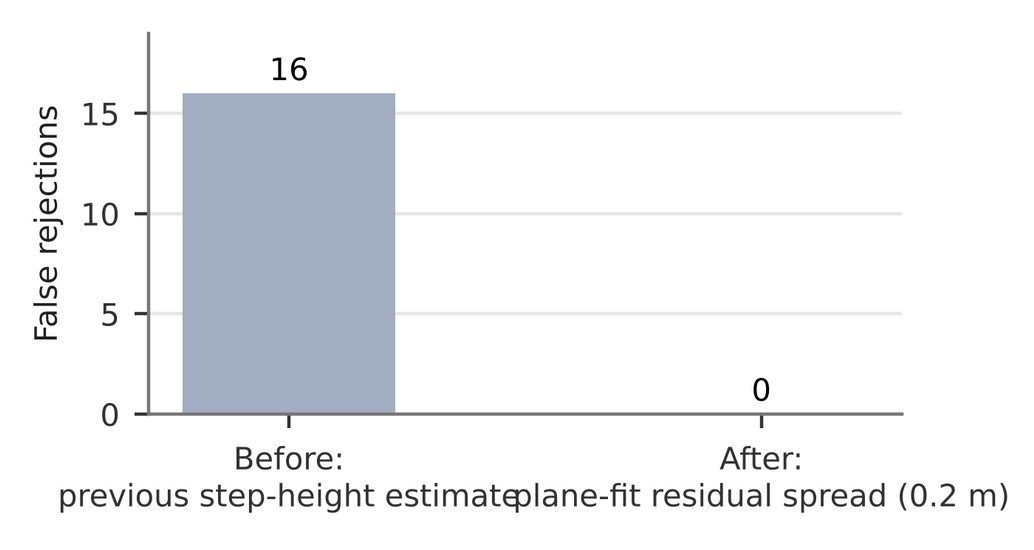 False rejections
16
15
10
5
0
0
Before:
previous step-height estimate
After:
plane-fit residual spread (0.2 m)